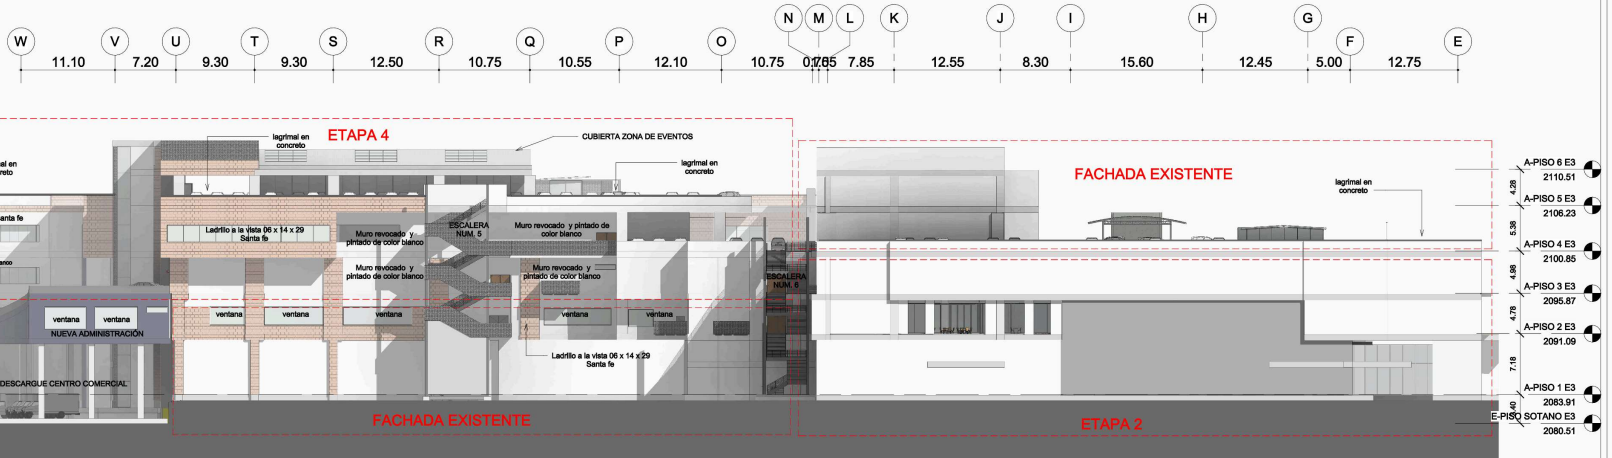 N M L K J I H G
W V U T S R Q P O F E
11.10 7.20 9.30 9.30 12.50 10.75 10.55 12.10 10.75 7.85 12.55 8.30 15.60 12.45 5.00 12.75
ETAPA 4
lagrimal en
concreto
CUBIERTA ZONA DE EVENTOS
lagrimal en
concreto
FACHADA EXISTENTE
lagrimal en
concreto
A-PISO 6 E3
2110.51
4.28
A-PISO 5 E3
2106.23
5.38
A-PISO 4 E3
2100.85
4.98
A-PISO 3 E3
2095.87
4.78
A-PISO 2 E3
2091.09
7.18
A-PISO 1 E3
2083.91
E-PISO SOTANO E3
2080.51
al en
reto
anta fe
Ladrillo a la vista 06 x 14 x 29
Santa fe
Muro revocado y
pintado de color blanco
ESCALERA
NUM. 5
Muro revocado y pintado de
color blanco
Muro revocado y
pintado de color blanco
Muro revocado y
pintado de color blanco
ESCALERA
NUM. 6
ventana ventana ventana ventana ventana ventana ventana
NUEVA ADMINISTRACIÓN
Ladrillo a la vista 06 x 14 x 29
Santa fe
DESCARGUE CENTRO COMERCIAL
FACHADA EXISTENTE
ETAPA 2